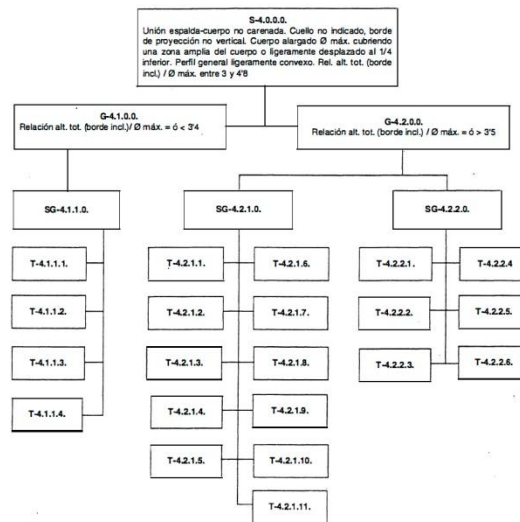 S-4.0.0.0.
Unión espalda-cuerpo no carenada. Cuello no indicado, borde
de proyección no vertical. Cuerpo alargado Ø máx. cubriendo
una zona amplia del cuerpo o ligeramente desplazado al 1/4
inferior. Perfil general ligeramente convexo. Rel. alt. tot. (borde
incl.) / Ø máx. entre 3 y 4'8
G-4.1.0.0.
Relación alt. tot. (borde incl.)/ Ø máx. = ó < 3'4
G-4.2.0.0.
Relación alt. tot. (borde incl.) / Ø máx. = ó > 3'5
SG-4.1.1.0.
SG-4.2.1.0.
SG-4.2.2.0.
T-4.1.1.1.
T-4.2.1.1.
T-4.2.1.6.
T-4.2.2.1.
T-4.2.2.4
T-4.1.1.2.
T-4.2.1.2.
T-4.2.1.7.
T-4.2.2.2.
T-4.2.2.5.
T-4.1.1.3.
T-4.2.1.3.
T-4.2.1.8.
T-4.2.2.3.
T-4.2.2.6.
T-4.1.1.4.
T-4.2.1.4.
T-4.2.1.9.
T-4.2.1.5.
T-4.2.1.10.
T-4.2.1.11.